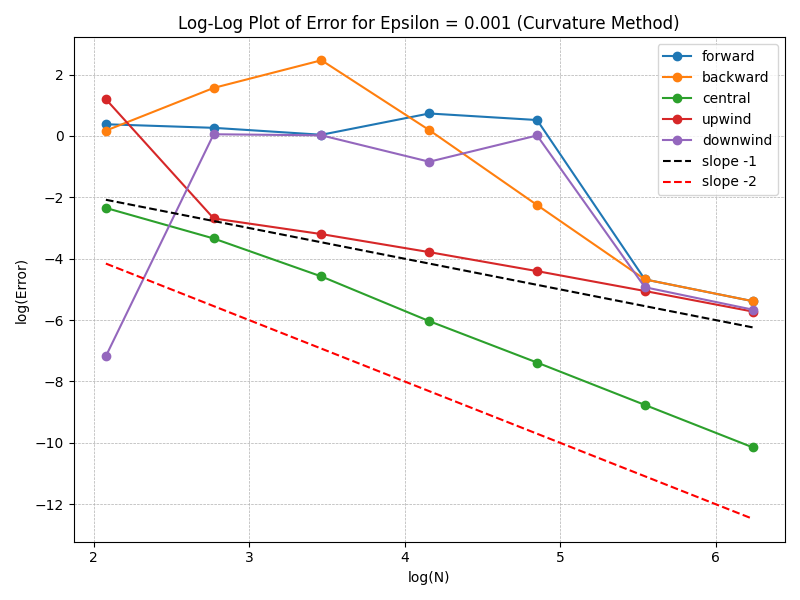 Log-Log Plot of Error for Epsilon = 0.001 (Curvature Method)
forward
backward
central
upwind
downwind
slope -1
slope -2
log(Error)
2
0
−2
−4
−6
−8
−10
−12
2 3 4 5 6
log(N)